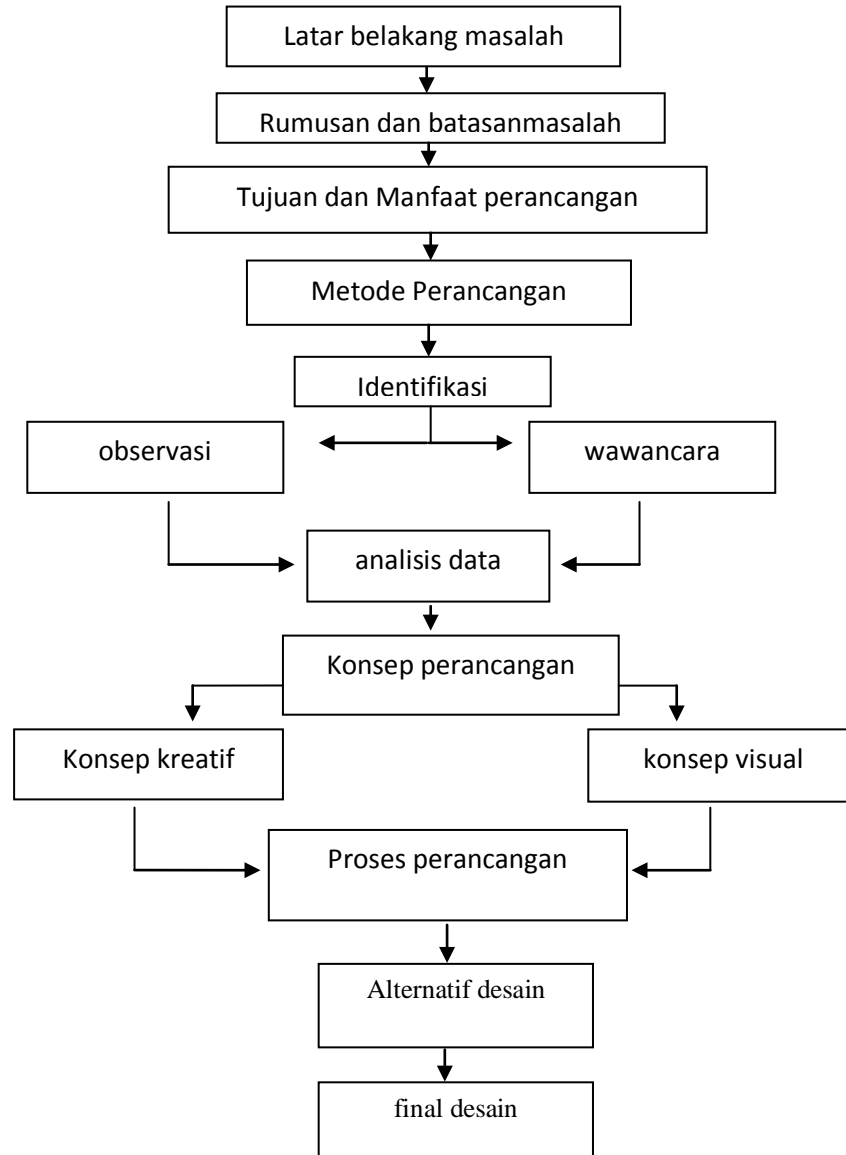 Latar belakang masalah
Rumusan dan batasanmasalah
Tujuan dan Manfaat perancangan
Metode Perancangan
Identifikasi
observasi
wawancara
analisis data
Konsep perancangan
Konsep kreatif
konsep visual
Proses perancangan
Alternatif desain
final desain